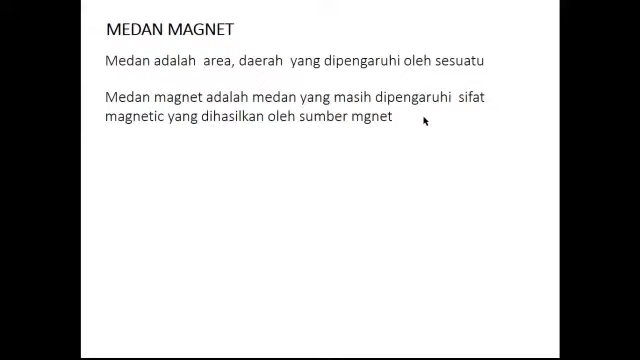 MEDAN MAGNET
Medan adalah area, daerah yang dipengaruhi oleh sesuatu
Medan magnet adalah medan yang masih dipengaruhi sifat
magnetic yang dihasilkan oleh sumber mgnet